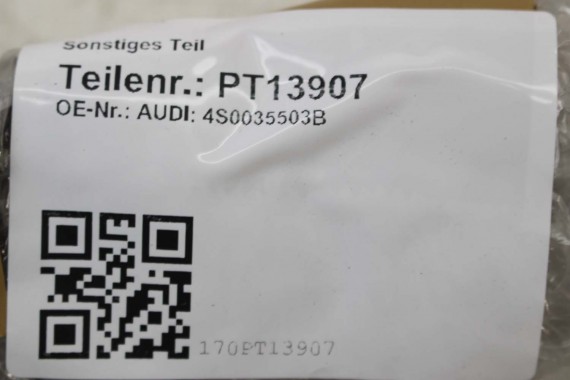 Sonstiges Teil
Teilenr.: PT13907
OE-Nr.: AUDI: 4S0035503B
170PT13907